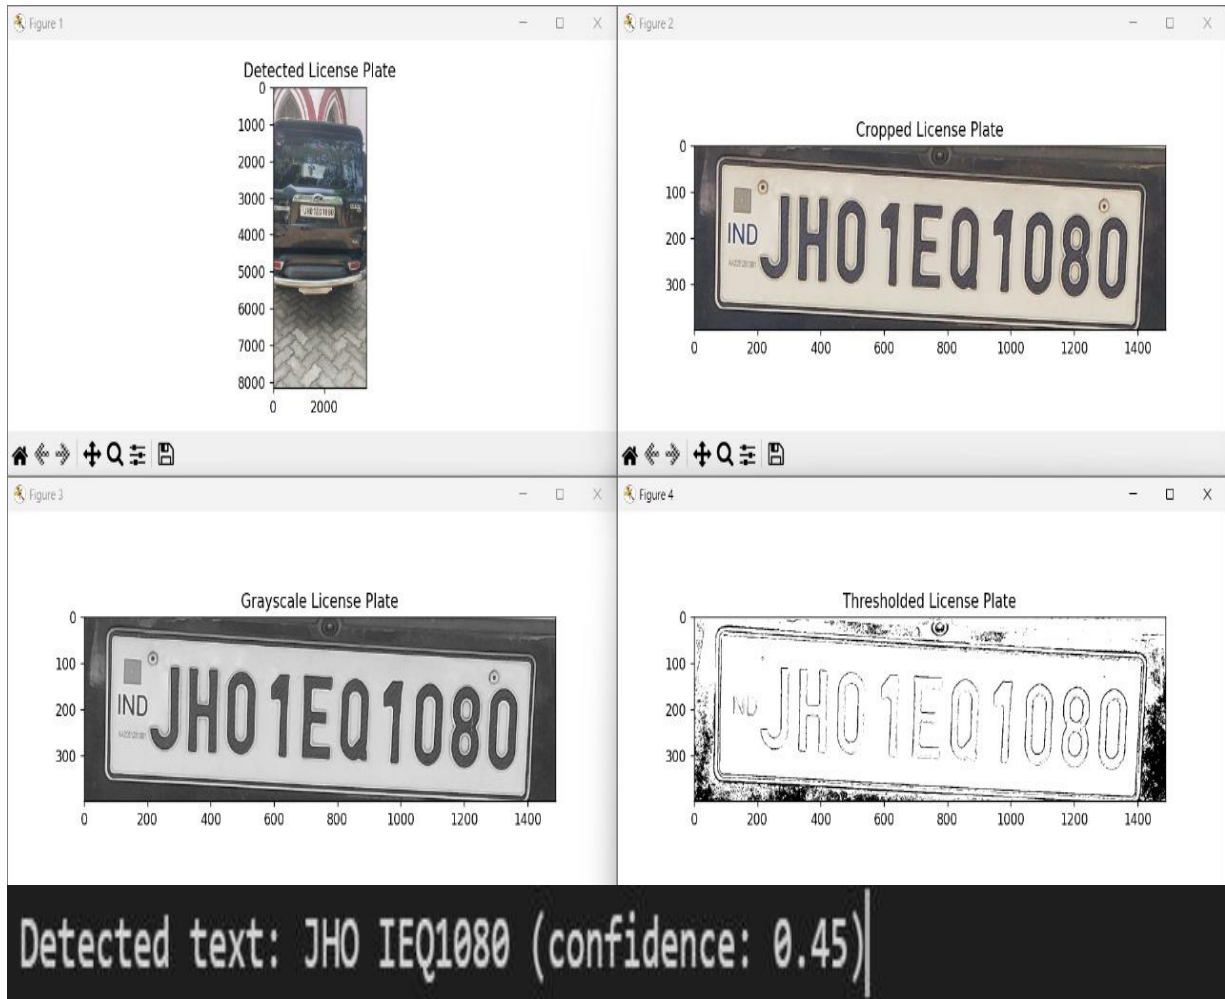 Figure 1
Detected License Plate
0
1000
2000
3000
4000
5000
6000
7000
8000
0 2000
JH01EQ1080
Figure 2
Cropped License Plate
0
100
200
300
IND JH01EQ1080
0 200 400 600 800 1000 1200 1400
Figure 3
Grayscale License Plate
0
100
200
300
IND JH01EQ1080
0 200 400 600 800 1000 1200 1400
Figure 4
Thresholded License Plate
0
100
200
300
IND JH01EQ1080
0 200 400 600 800 1000 1200 1400
Detected text: JHO IEQ1080 (confidence: 0.45)